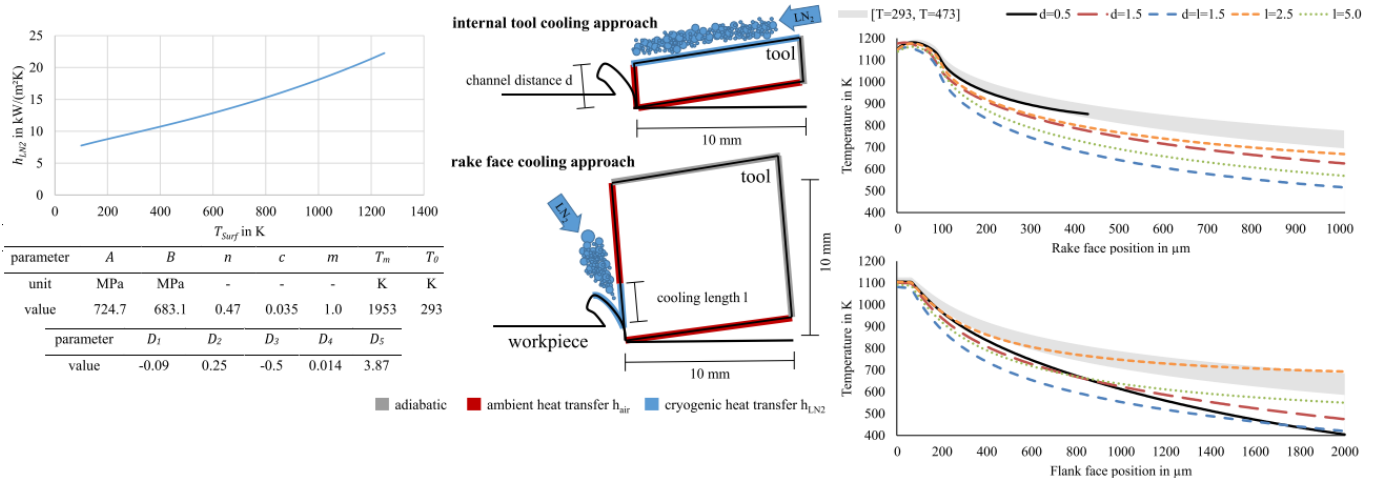 25
20
15
10
5
0
h_LN2 in kW/(m²K)
0 200 400 600 800 1000 1200 1400
T_Surf in K
parameter A B n c m T_m T_0
unit MPa MPa - - - K K
value 724.7 683.1 0.47 0.035 1.0 1953 293
parameter D_1 D_2 D_3 D_4 D_5
value -0.09 0.25 -0.5 0.014 3.87
internal tool cooling approach
LN_2
tool
channel distance d
10 mm
rake face cooling approach
tool
LN_2
cooling length l
10 mm
workpiece
10 mm
adiabatic ambient heat transfer h_air cryogenic heat transfer h_LN2
[T=293, T=473] d=0.5 d=1.5 d=l=1.5 l=2.5 l=5.0
1200
1100
1000
900
800
700
600
500
400
Temperature in K
0 100 200 300 400 500 600 700 800 900 1000
Rake face position in µm
1200
1100
1000
900
800
700
600
500
400
Temperature in K
0 200 400 600 800 1000 1200 1400 1600 1800 2000
Flank face position in µm